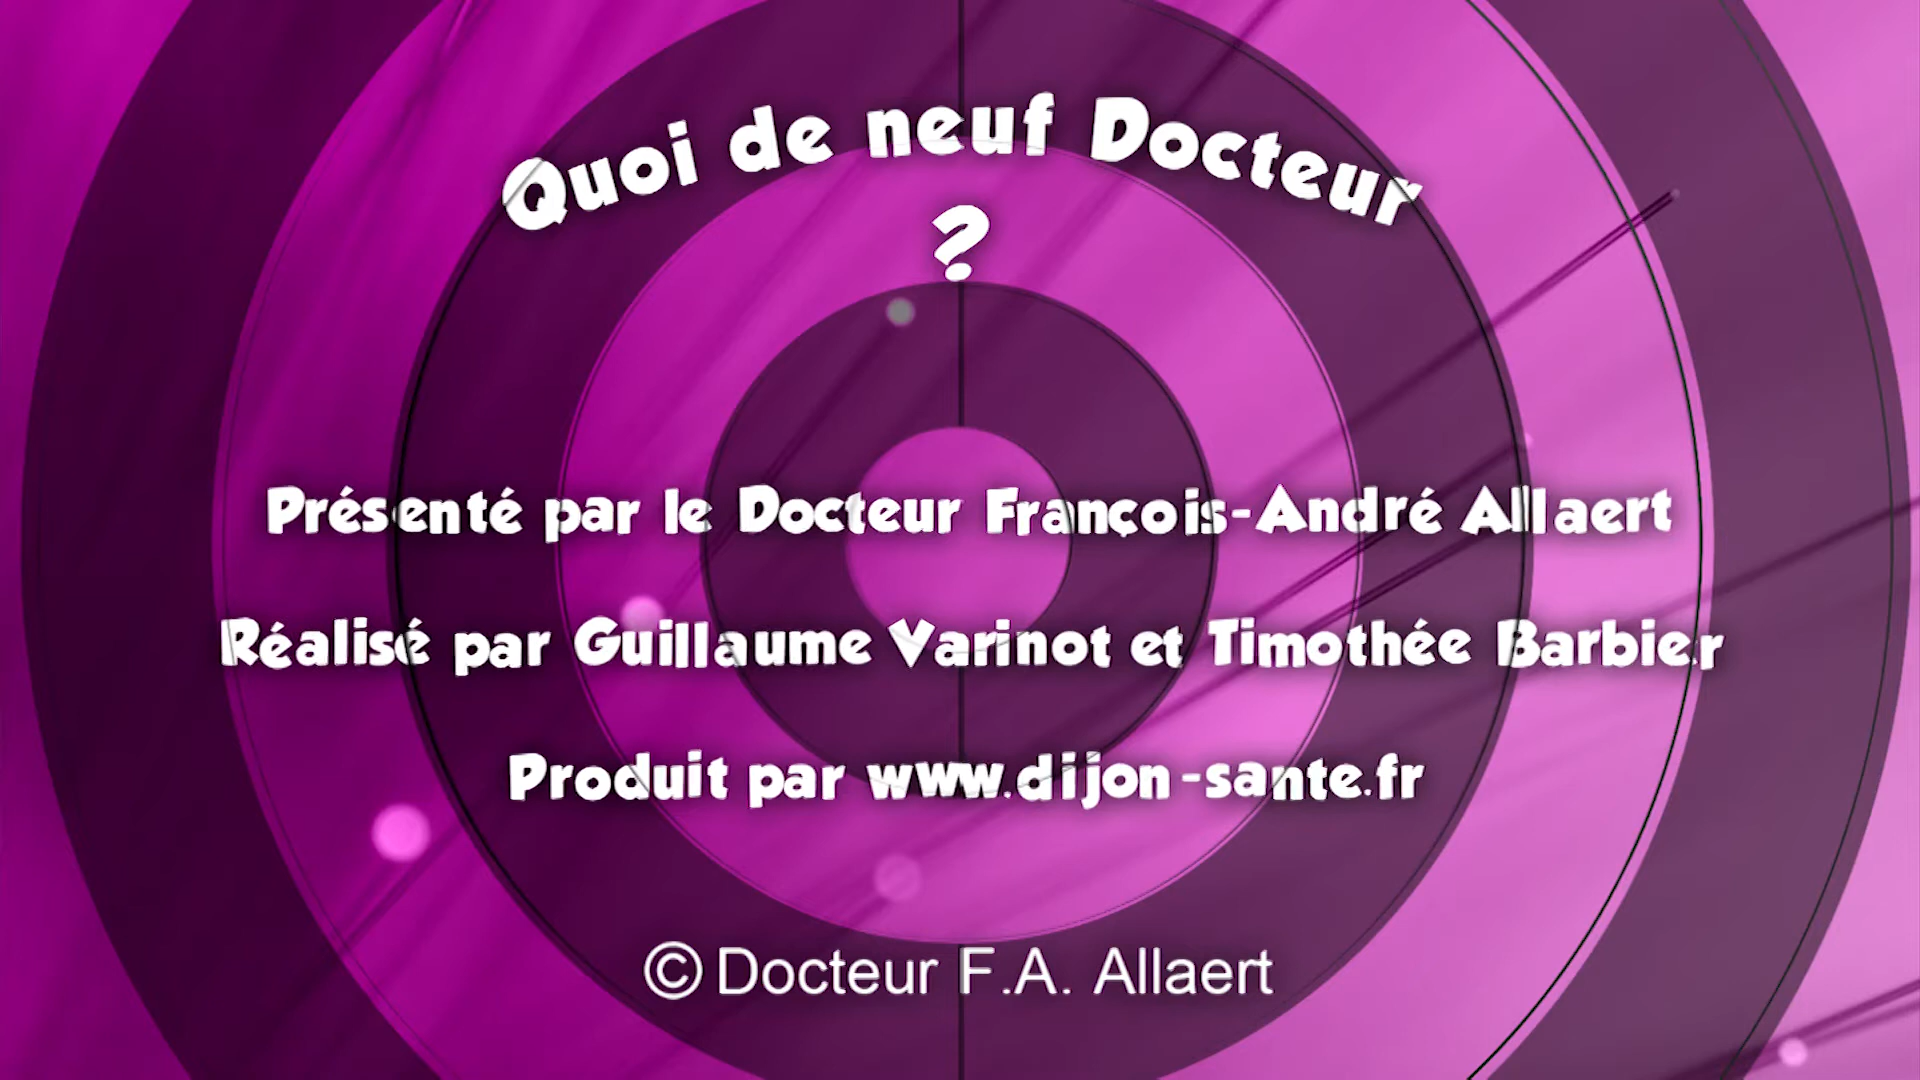 Quoi de neuf Docteur
?
Présenté par le Docteur François-André Allaert
Réalisé par Guillaume Varinot et Timothée Barbier
Produit par www.dijon-sante.fr
© Docteur F.A. Allaert